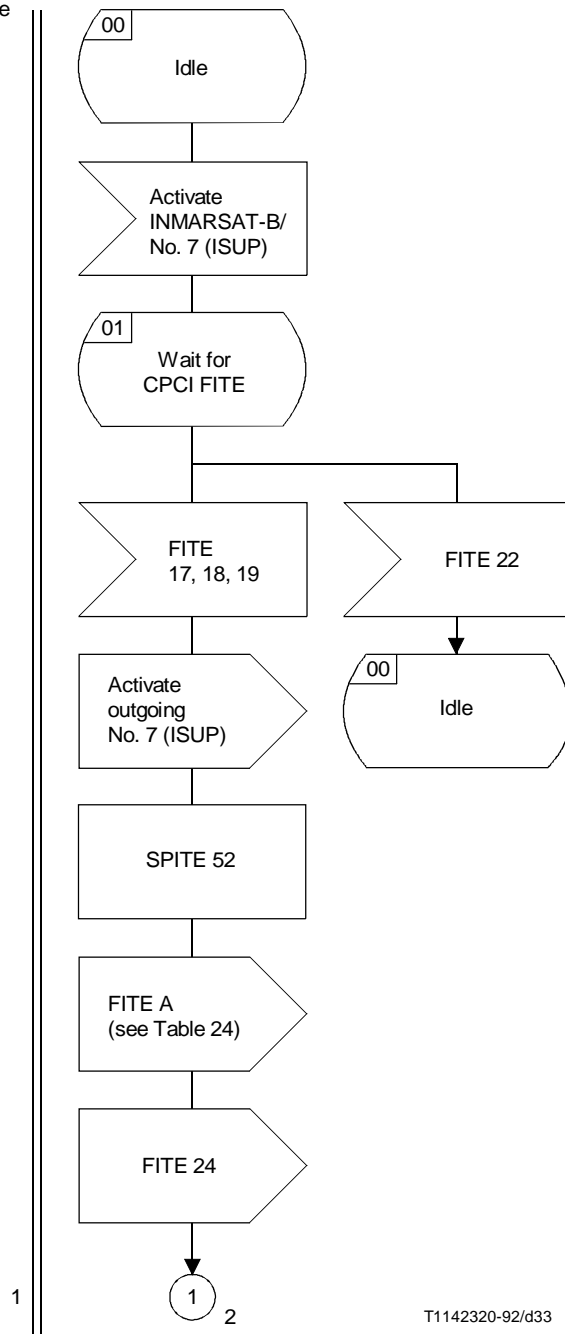 e
00
Idle
Activate
INMARSAT-B/
No. 7 (ISUP)
01
Wait for
CPCI FITE
FITE
17, 18, 19
FITE 22
Activate
outgoing
No. 7 (ISUP)
00
Idle
SPITE 52
FITE A
(see Table 24)
FITE 24
1
1
2
T1142320-92/d33